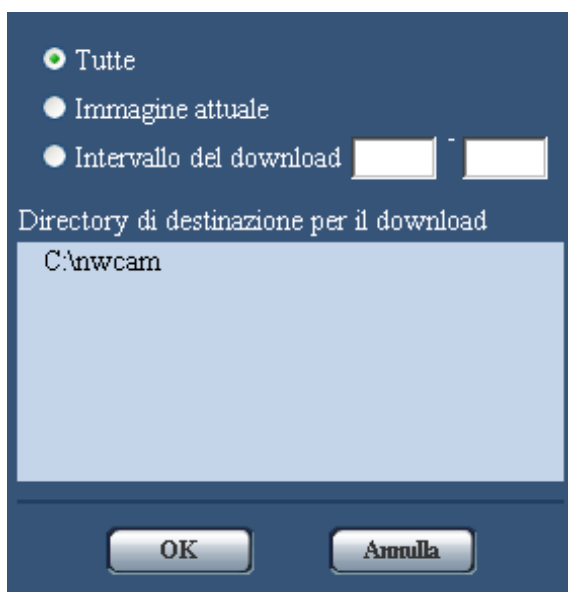 Tutte
Immagine attuale
Intervallo del download -
Directory di destinazione per il download
C:\nwcam
OK
Annulla